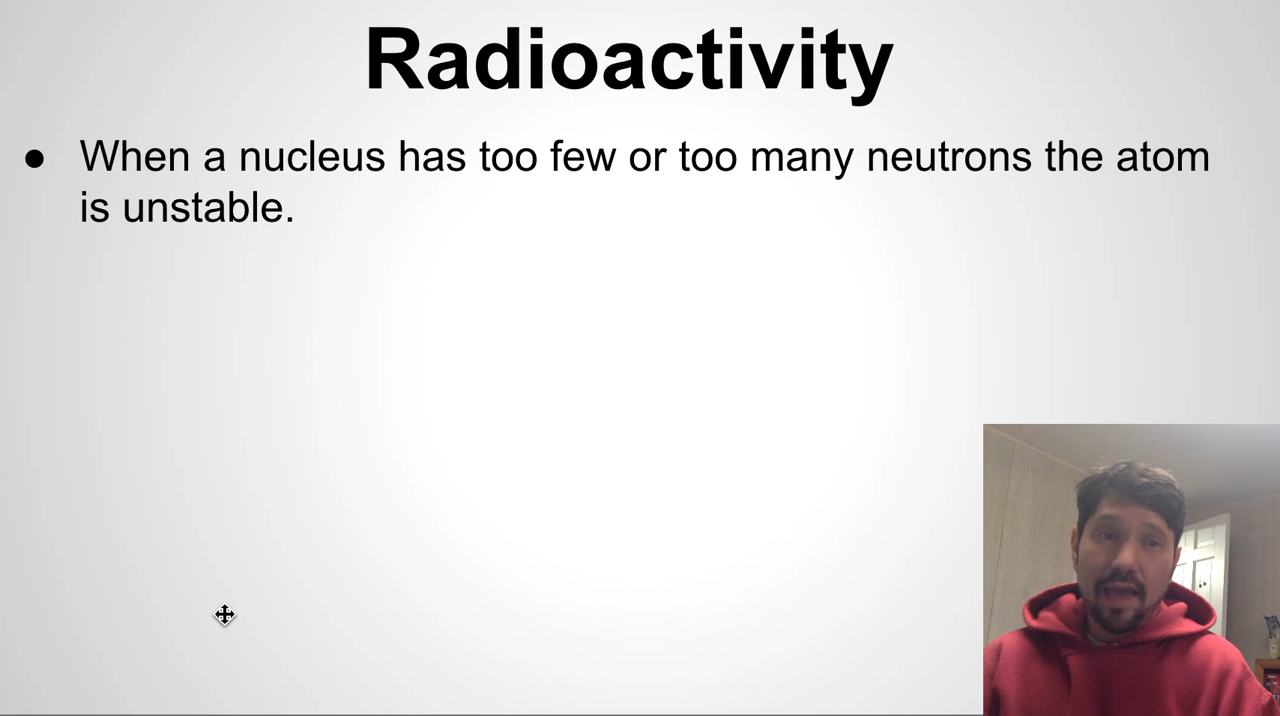 Radioactivity
● When a nucleus has too few or too many neutrons the atom
is unstable.